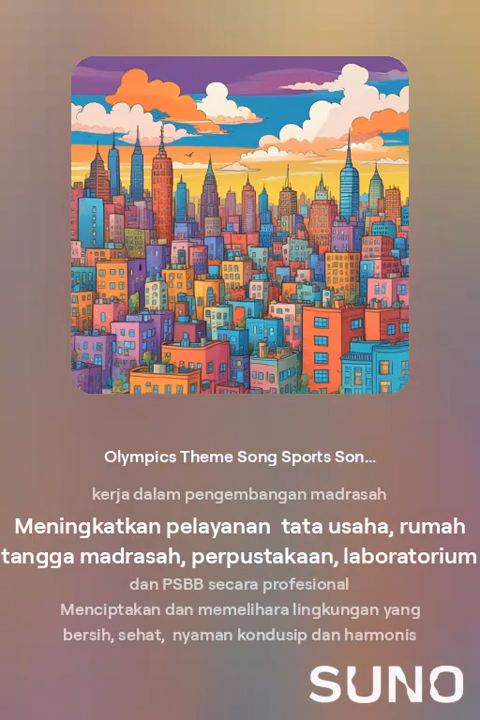 Olympics Theme Song Sports Son...
kerja dalam pengembangan madrasah
Meningkatkan pelayanan tata usaha, rumah
tangga madrasah, perpustakaan, laboratorium
dan PSBB secara profesional
Menciptakan dan memelihara lingkungan yang
bersih, sehat, nyaman kondusip dan harmonis
SUNO